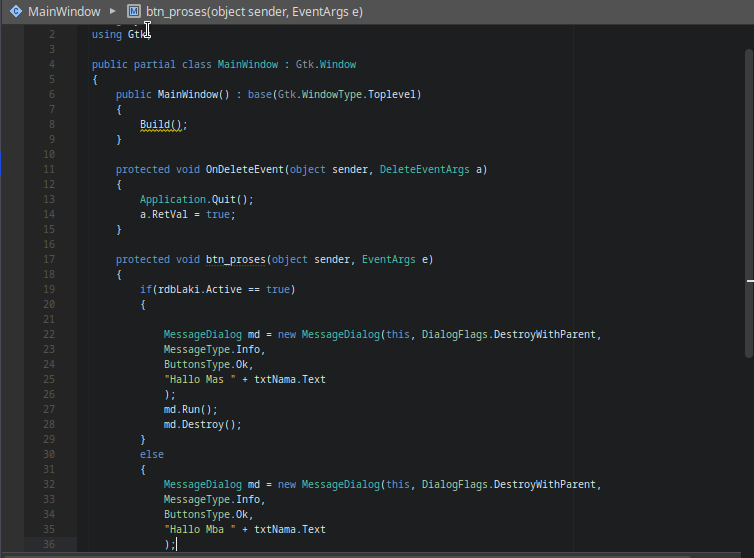 MainWindow ▸ M btn_proses(object sender, EventArgs e)
2 using Gtk
3
4 public partial class MainWindow : Gtk.Window
5 {
6 public MainWindow() : base(Gtk.WindowType.Toplevel)
7 {
8 Build();
9 }
10
11 protected void OnDeleteEvent(object sender, DeleteEventArgs a)
12 {
13 Application.Quit();
14 a.RetVal = true;
15 }
16
17 protected void btn_proses(object sender, EventArgs e)
18 {
19 if(rdbLaki.Active == true)
20 {
21
22 MessageDialog md = new MessageDialog(this, DialogFlags.DestroyWithParent,
23 MessageType.Info,
24 ButtonsType.Ok,
25 "Hallo Mas " + txtNama.Text
26 );
27 md.Run();
28 md.Destroy();
29 }
30 else
31 {
32 MessageDialog md = new MessageDialog(this, DialogFlags.DestroyWithParent,
33 MessageType.Info,
34 ButtonsType.Ok,
35 "Hallo Mba " + txtNama.Text
36 );